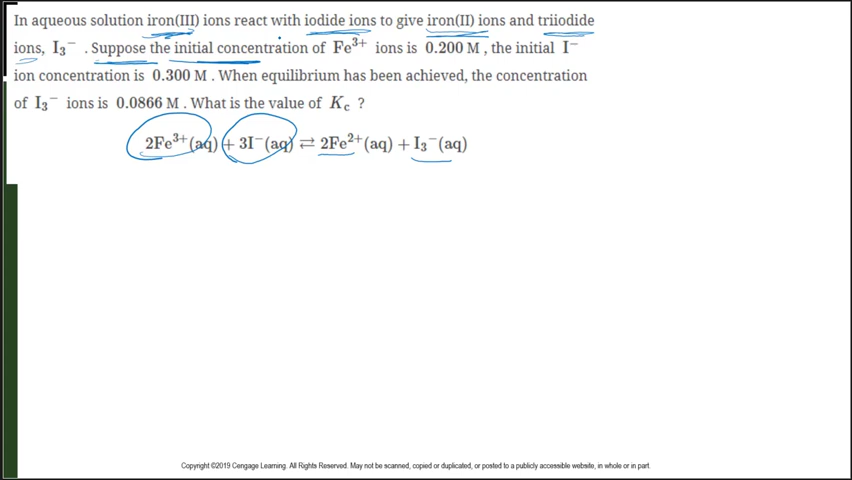 In aqueous solution iron(III) ions react with iodide ions to give iron(II) ions and triiodide
ions, I₃⁻ . Suppose the initial concentration of Fe³⁺ ions is 0.200 M , the initial I⁻
ion concentration is 0.300 M . When equilibrium has been achieved, the concentration
of I₃⁻ ions is 0.0866 M . What is the value of Kc ?
2Fe³⁺(aq) + 3I⁻(aq) ⇄ 2Fe²⁺(aq) + I₃⁻(aq)
Copyright ©2019 Cengage Learning. All Rights Reserved. May not be scanned, copied or duplicated, or posted to a publicly accessible website, in whole or in part.